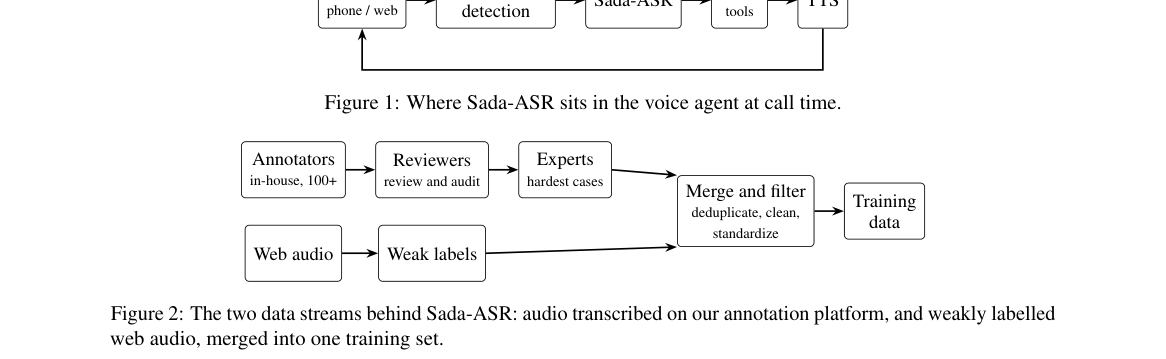 phone / web
detection
Sada-ASR
tools
TTS
Figure 1: Where Sada-ASR sits in the voice agent at call time.
Annotators
in-house, 100+
Reviewers
review and audit
Experts
hardest cases
Merge and filter
deduplicate, clean,
standardize
Training
data
Web audio
Weak labels
Figure 2: The two data streams behind Sada-ASR: audio transcribed on our annotation platform, and weakly labelled
web audio, merged into one training set.